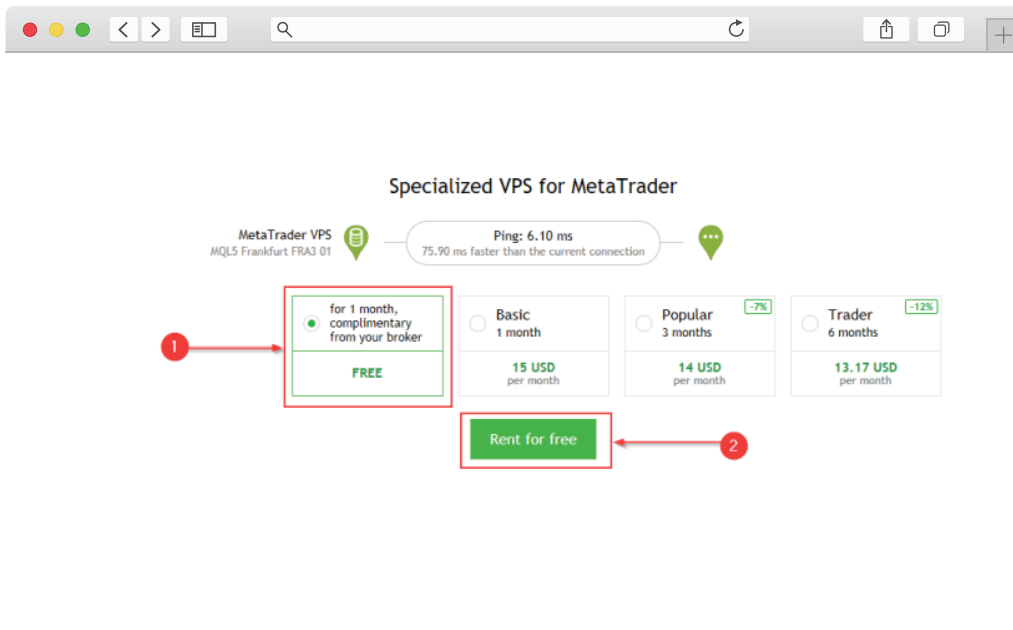 Specialized VPS for MetaTrader
MetaTrader VPS
MQL5 Frankfurt FRA3 01
Ping: 6.10 ms
75.90 ms faster than the current connection
1
for 1 month,
complimentary
from your broker
FREE
Basic
1 month
15 USD
per month
-7%
Popular
3 months
14 USD
per month
-12%
Trader
6 months
13.17 USD
per month
Rent for free
2